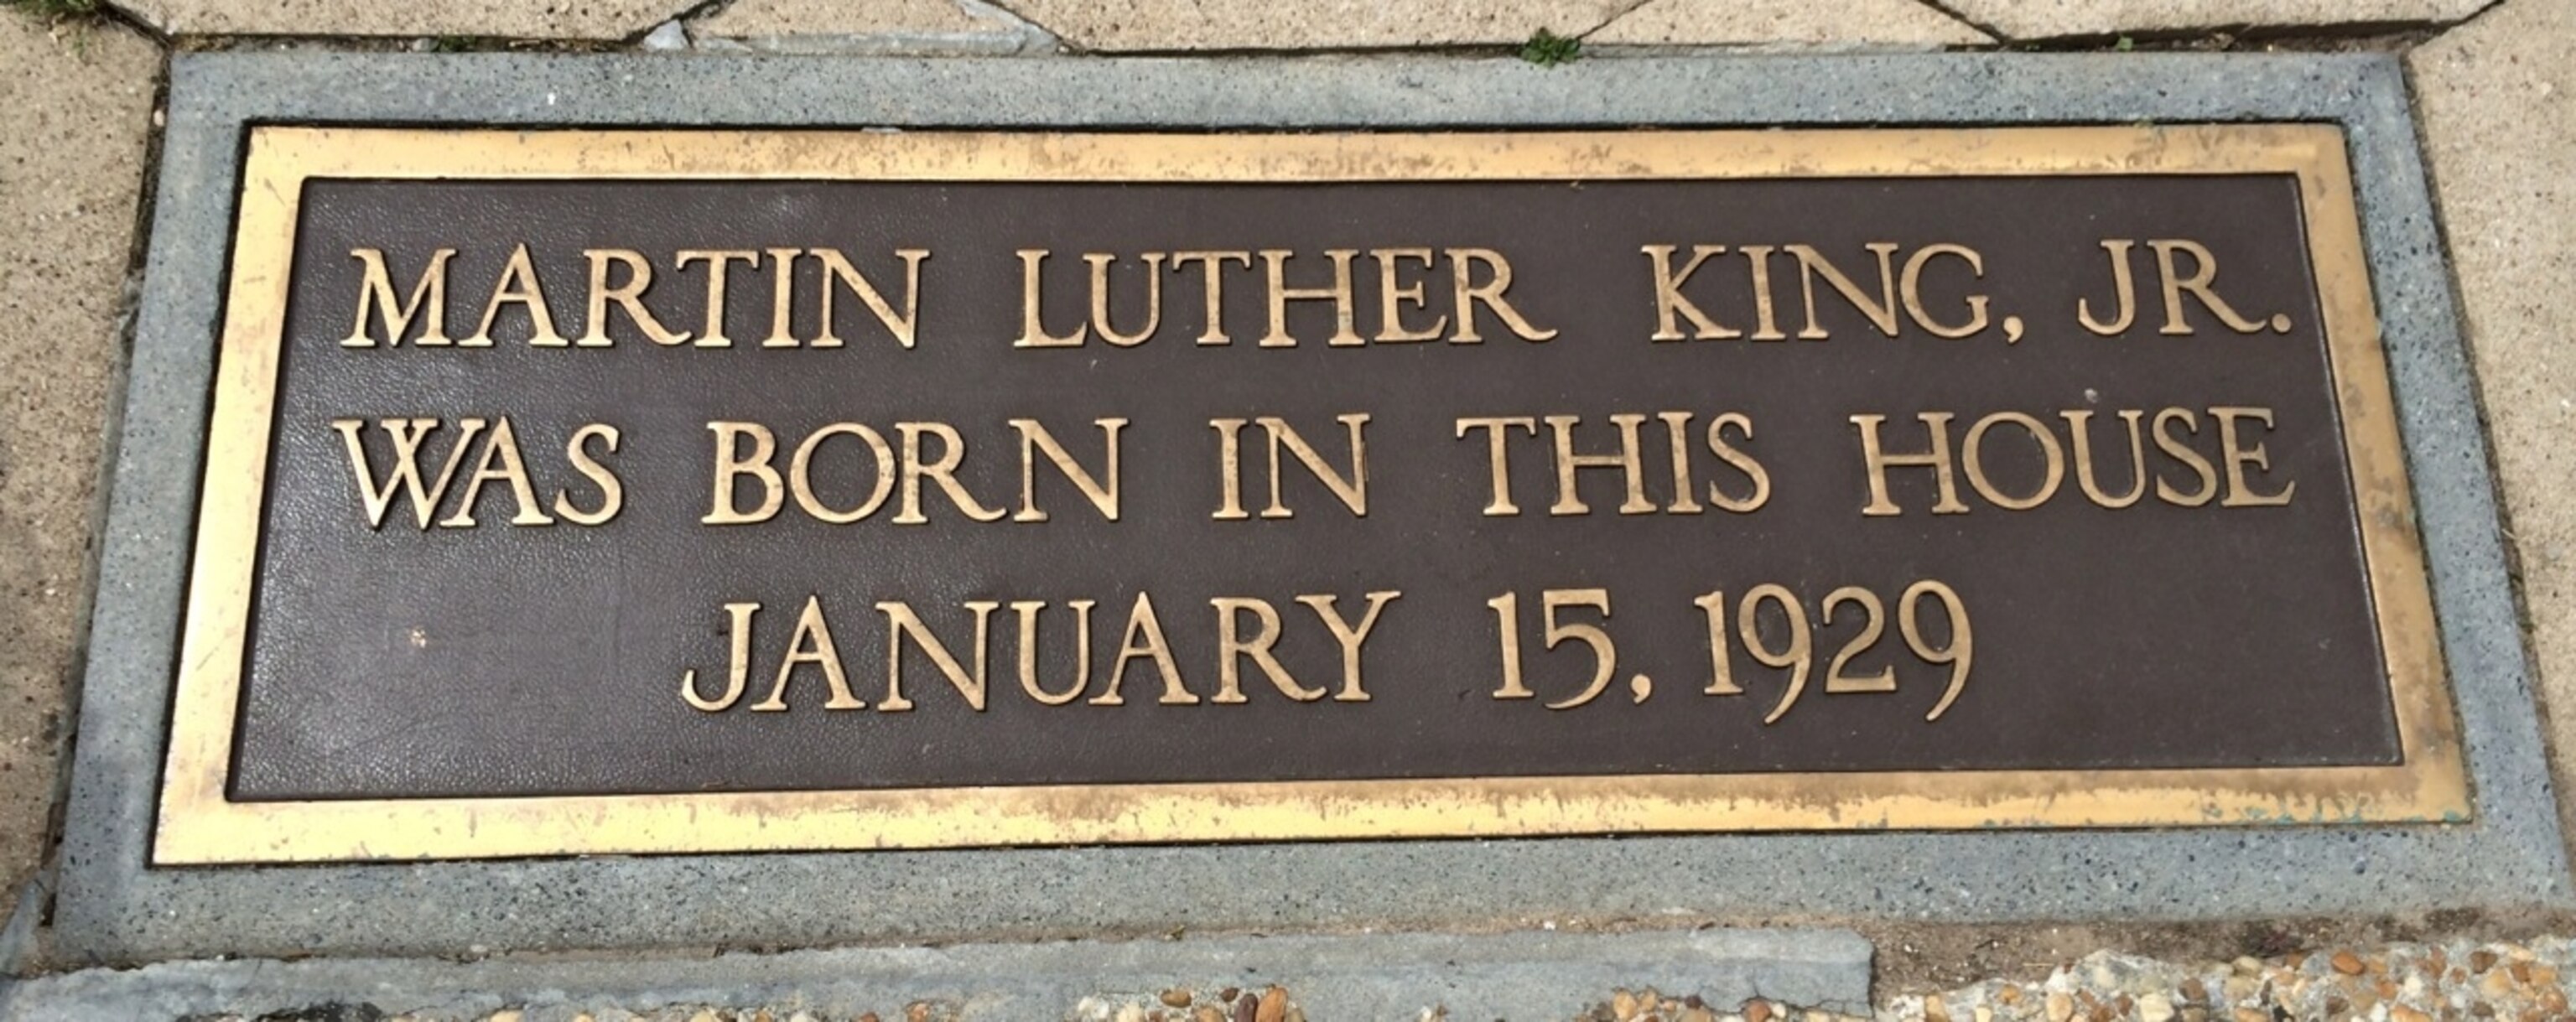 MARTIN LUTHER KING, JR.
WAS BORN IN THIS HOUSE
JANUARY 15, 1929